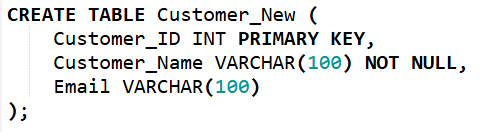 CREATE TABLE Customer_New (
    Customer_ID INT PRIMARY KEY,
    Customer_Name VARCHAR(100) NOT NULL,
    Email VARCHAR(100)
);